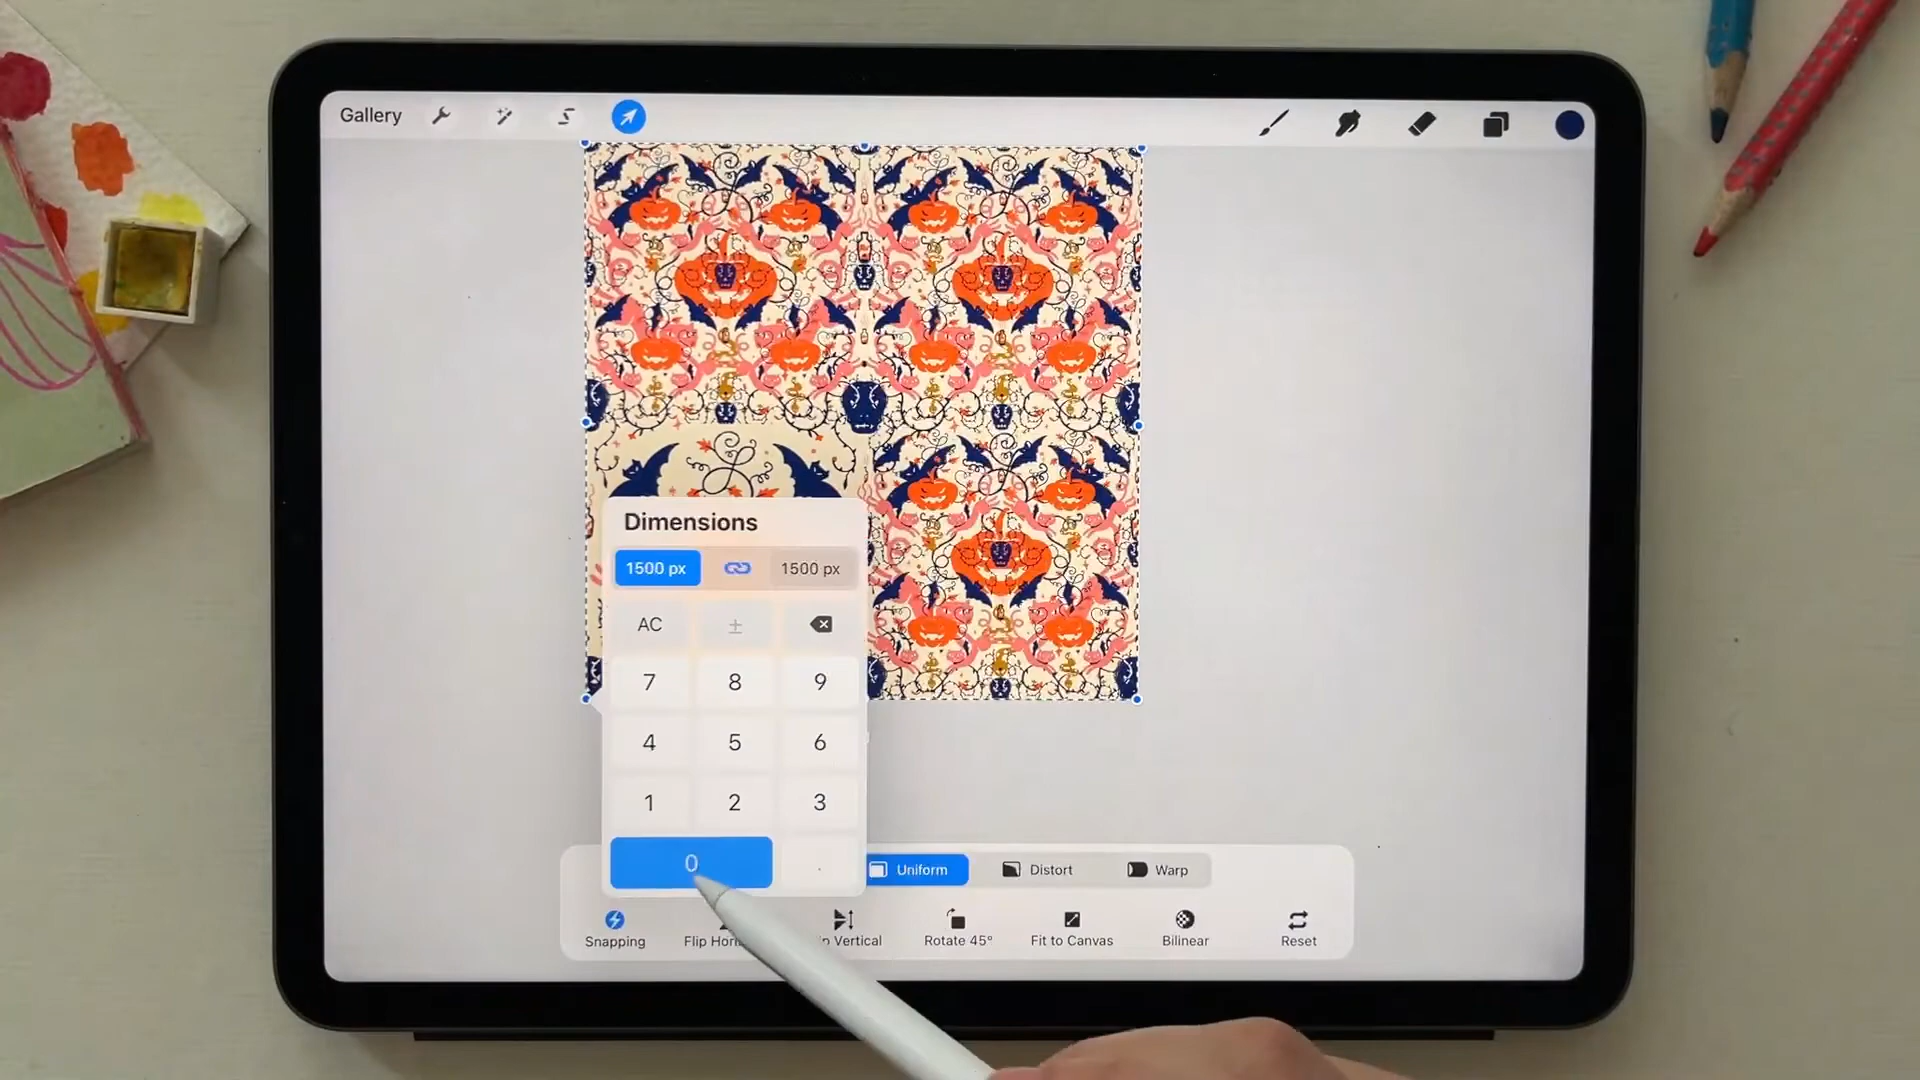 Gallery
Dimensions
1500 px 1500 px
AC ±
7 8 9
4 5 6
1 2 3
0 .
Uniform Distort Warp
Snapping Flip Vertical Rotate 45° Fit to Canvas Bilinear Reset